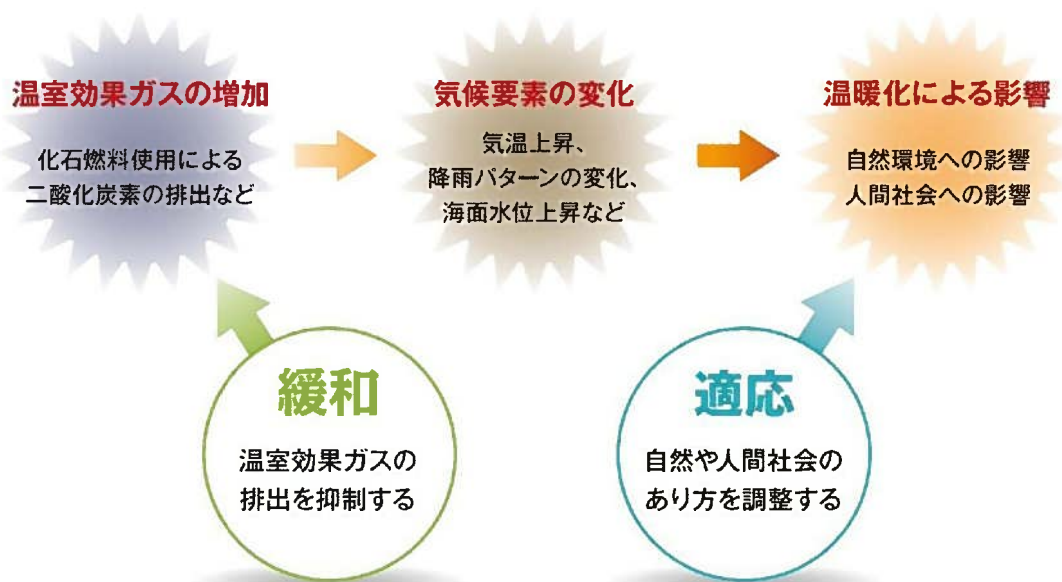 温室効果ガスの増加
化石燃料使用による
二酸化炭素の排出など
気候要素の変化
気温上昇、
降雨パターンの変化、
海面水位上昇など
温暖化による影響
自然環境への影響
人間社会への影響
緩和
温室効果ガスの
排出を抑制する
適応
自然や人間社会の
あり方を調整する